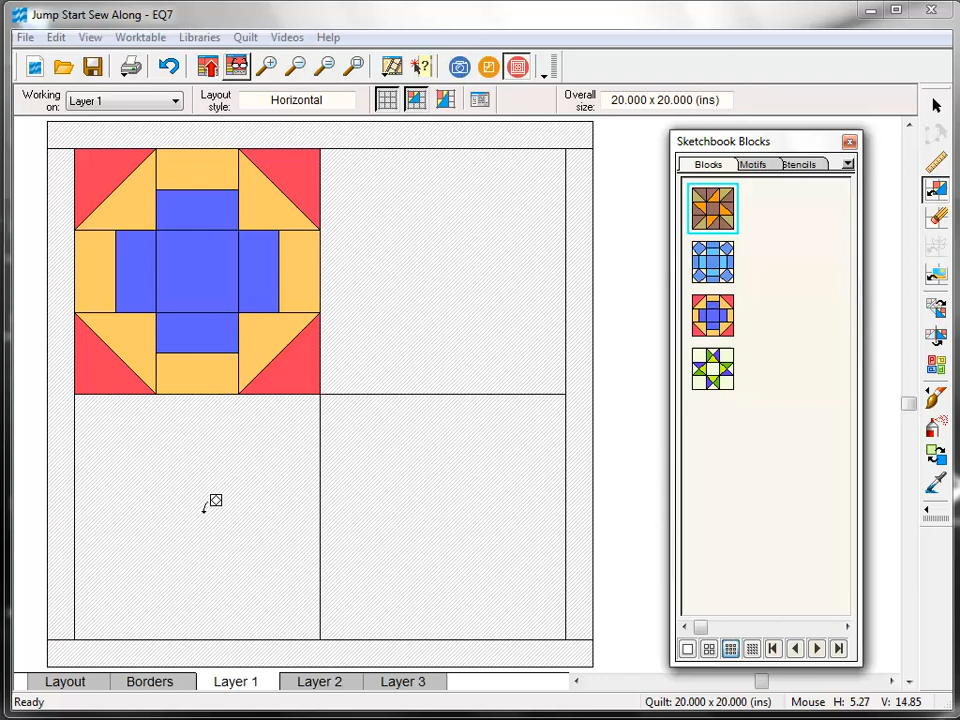 Jump Start Sew Along - EQ7
File Edit View Worktable Libraries Quilt Videos Help
Working on: Layer 1 Layout style: Horizontal Overall size: 20.000 x 20.000 (ins)
Sketchbook Blocks
Blocks Motifs Stencils
Layout Borders Layer 1 Layer 2 Layer 3
Ready Quilt: 20.000 x 20.000 (ins) Mouse H: 5.27 V: 14.85